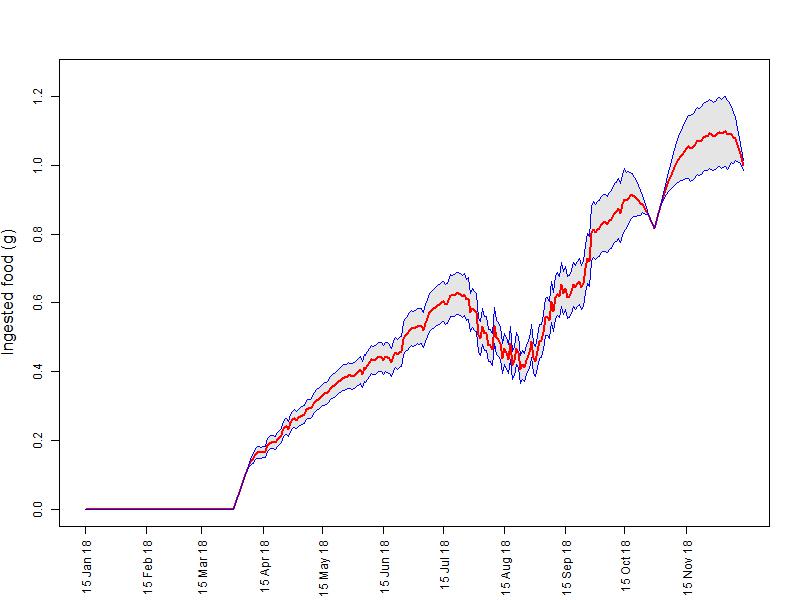 Ingested food (g)
1.2
1.0
0.8
0.6
0.4
0.2
0.0
15 Jan 18
15 Feb 18
15 Mar 18
15 Apr 18
15 May 18
15 Jun 18
15 Jul 18
15 Aug 18
15 Sep 18
15 Oct 18
15 Nov 18